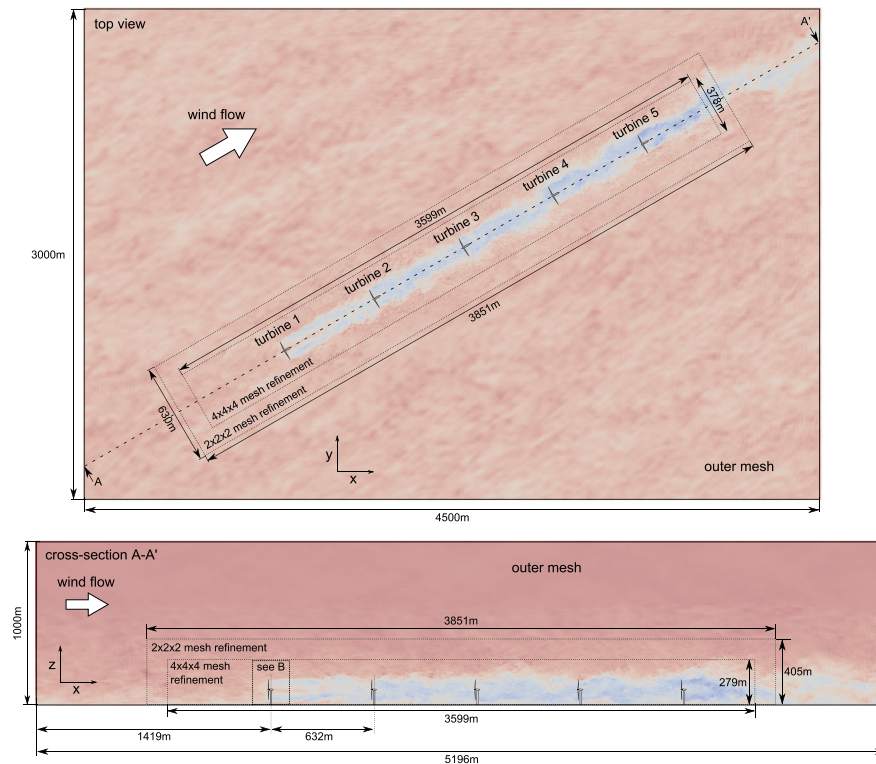 top view
A'
wind flow
378m
turbine 5
turbine 4
3599m
turbine 3
3000m
turbine 2
3851m
turbine 1
4x4x4 mesh refinement
2x2x2 mesh refinement
630m
y
x
outer mesh
A
4500m
cross-section A-A'
outer mesh
wind flow
1000m
3851m
2x2x2 mesh refinement
z
x
4x4x4 mesh
refinement
see B
279m
405m
3599m
1419m
632m
5196m